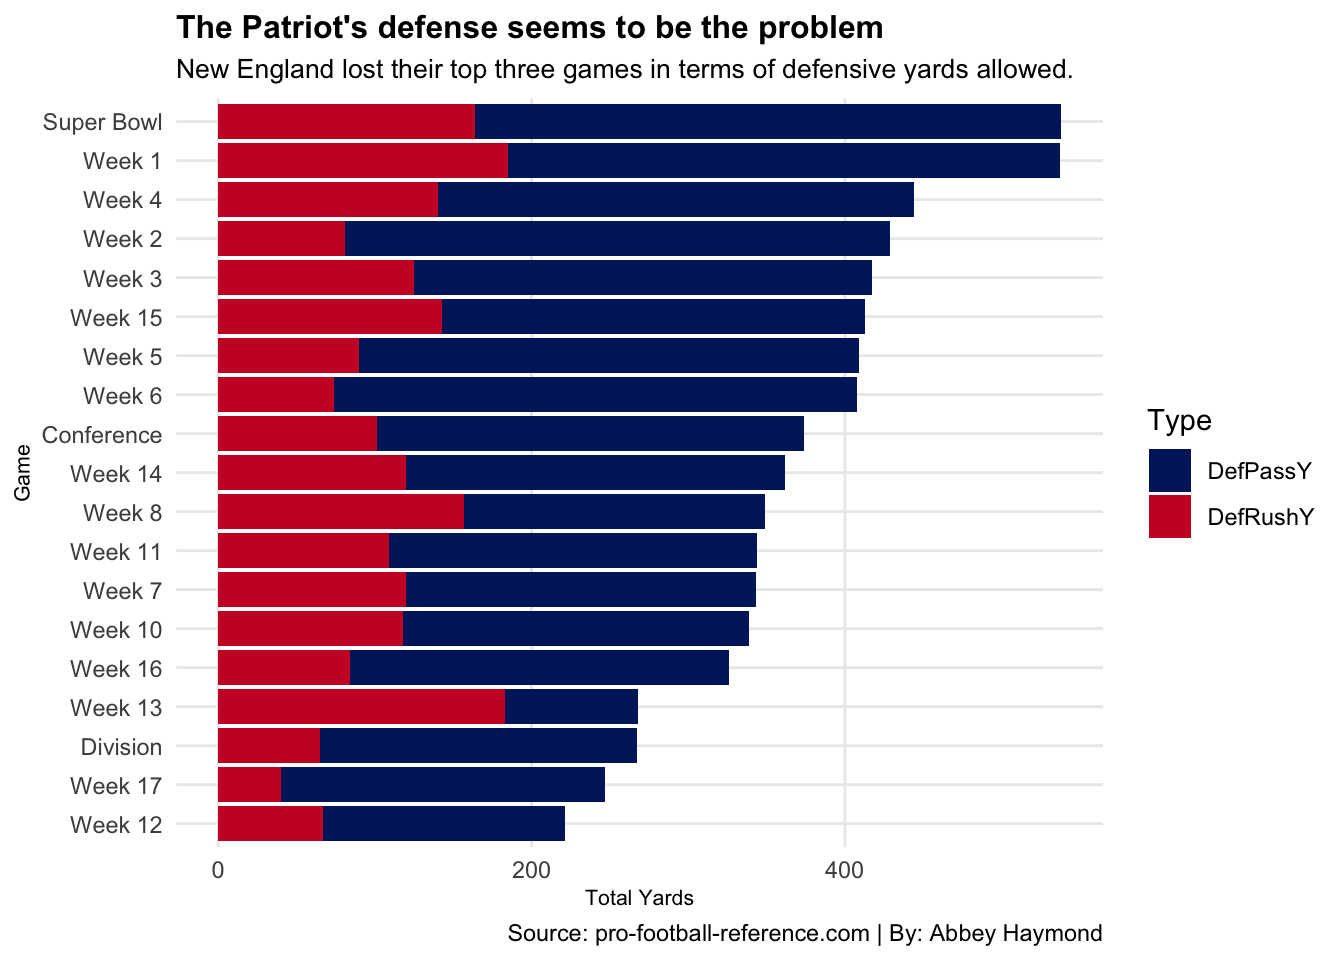 The Patriot's defense seems to be the problem
New England lost their top three games in terms of defensive yards allowed.
Super Bowl
Week 1
Week 4
Week 2
Week 3
Week 15
Week 5
Week 6
Conference
Week 14
Week 8
Week 11
Week 7
Week 10
Week 16
Week 13
Division
Week 17
Week 12
Game
0 200 400
Total Yards
Type
DefPassY
DefRushY
Source: pro-football-reference.com | By: Abbey Haymond